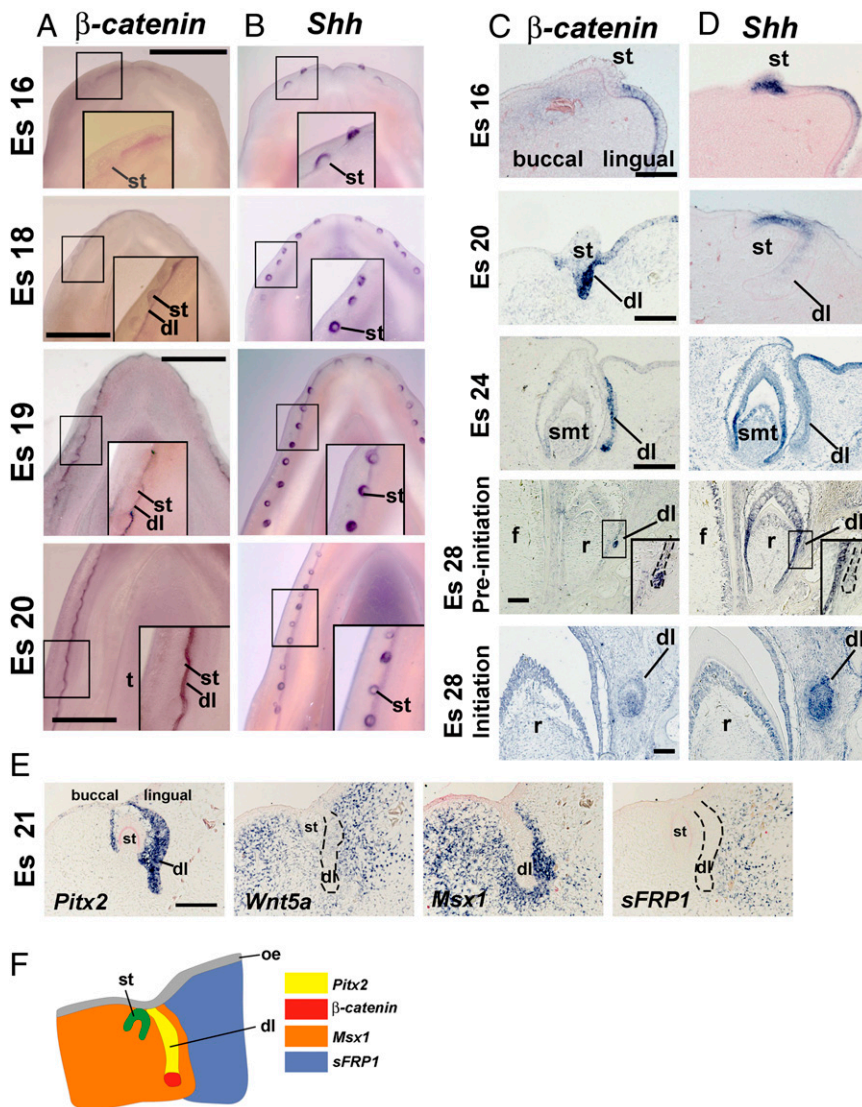 A β-catenin B Shh
Es 16
st
st
Es 18
st
dl
st
Es 19
st
dl
st
Es 20
t
st
dl
st
C β-catenin D Shh
Es 16
st
buccal lingual
st
Es 20
st
dl
st
dl
Es 24
smt
dl
smt
dl
Es 28
Pre-initiation
f
r
dl
f
r
dl
Es 28
Initiation
r
dl
r
dl
E
Es 21
buccal lingual
st
dl
Pitx2
st
dl
Wnt5a
dl
Msx1
st
dl
sFRP1
F
st
oe
dl
Pitx2
β-catenin
Msx1
sFRP1